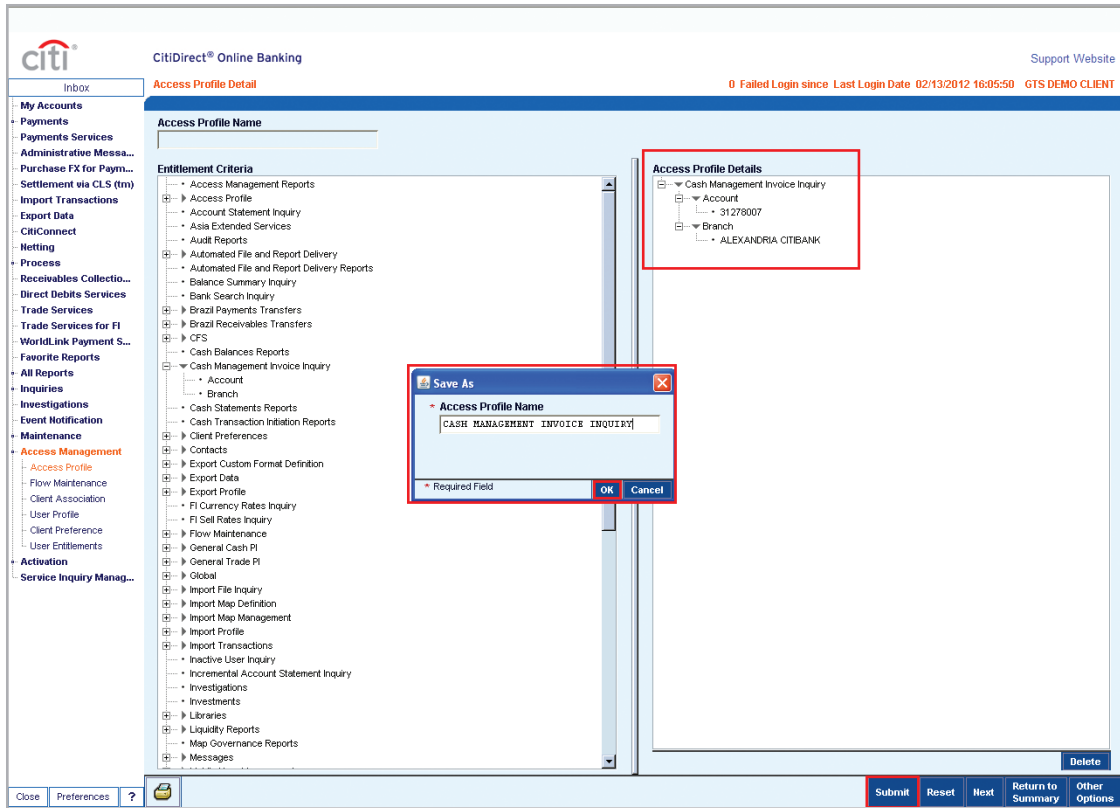 citi®
CitiDirect® Online Banking
Support Website
Inbox
Access Profile Detail
0 Failed Login since Last Login Date 02/13/2012 16:05:50 GTS DEMO CLIENT
My Accounts
Payments
Payments Services
Administrative Messa...
Purchase FX for Paym...
Settlement via CLS (tm)
Import Transactions
Export Data
CitiConnect
Netting
Process
Receivables Collectio...
Direct Debits Services
Trade Services
Trade Services for FI
WorldLink Payment S...
Favorite Reports
All Reports
Inquiries
Investigations
Event Notification
Maintenance
Access Management
Access Profile
Flow Maintenance
Client Association
User Profile
Client Preference
User Entitlements
Activation
Service Inquiry Manag...
Access Profile Name
Entitlement Criteria
Access Management Reports
Access Profile
Account Statement Inquiry
Asia Extended Services
Audit Reports
Automated File and Report Delivery
Automated File and Report Delivery Reports
Balance Summary Inquiry
Bank Search Inquiry
Brazil Payments Transfers
Brazil Receivables Transfers
CFS
Cash Balances Reports
Cash Management Invoice Inquiry
Account
Branch
Cash Statements Reports
Cash Transaction Initiation Reports
Client Preferences
Contacts
Export Custom Format Definition
Export Data
Export Profile
FI Currency Rates Inquiry
FI Sell Rates Inquiry
Flow Maintenance
General Cash PI
General Trade PI
Global
Import File Inquiry
Import Map Definition
Import Map Management
Import Profile
Import Transactions
Inactive User Inquiry
Incremental Account Statement Inquiry
Investigations
Investments
Libraries
Liquidity Reports
Map Governance Reports
Messages
Access Profile Details
Cash Management Invoice Inquiry
Account
31278007
Branch
ALEXANDRIA CITIBANK
Save As
* Access Profile Name
CASH MANAGEMENT INVOICE INQUIRY
* Required Field
OK Cancel
Delete
Close Preferences ?
Submit Reset Next Return to Summary Other Options